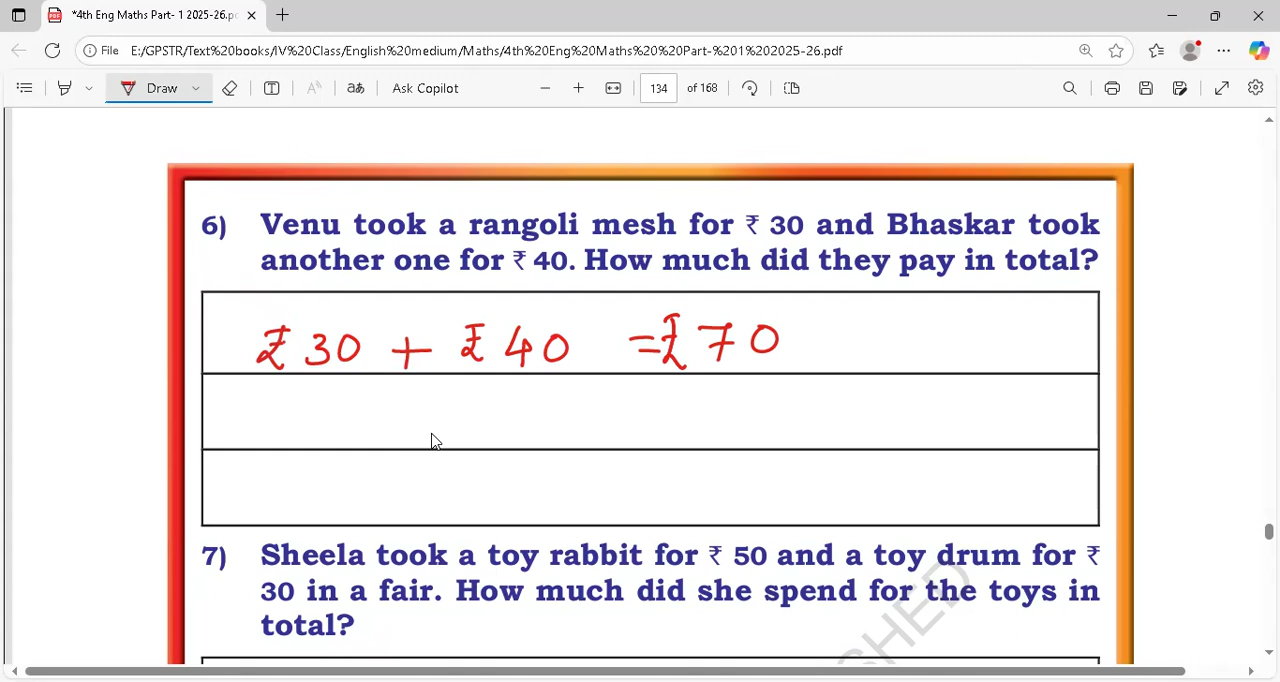 *4th Eng Maths Part- 1 2025-26.p
File E:/GPSTR/Text%20books/IV%20Class/English%20medium/Maths/4th%20Eng%20Maths%20%20Part-%201%202025-26.pdf
Draw Ask Copilot 134 of 168
6) Venu took a rangoli mesh for ₹ 30 and Bhaskar took
another one for ₹ 40. How much did they pay in total?
₹ 30 + ₹ 40 = ₹ 70
7) Sheela took a toy rabbit for ₹ 50 and a toy drum for ₹
30 in a fair. How much did she spend for the toys in
total?
SHED